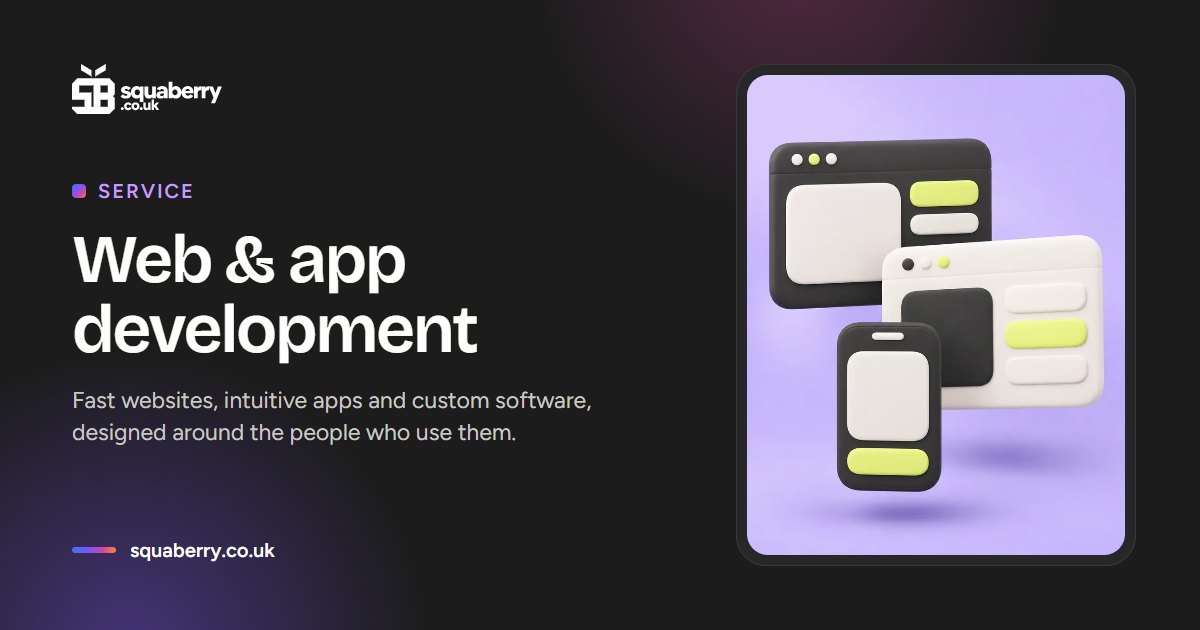 SB squaberry
.co.uk
SERVICE
Web & app
development
Fast websites, intuitive apps and custom software,
designed around the people who use them.
squaberry.co.uk